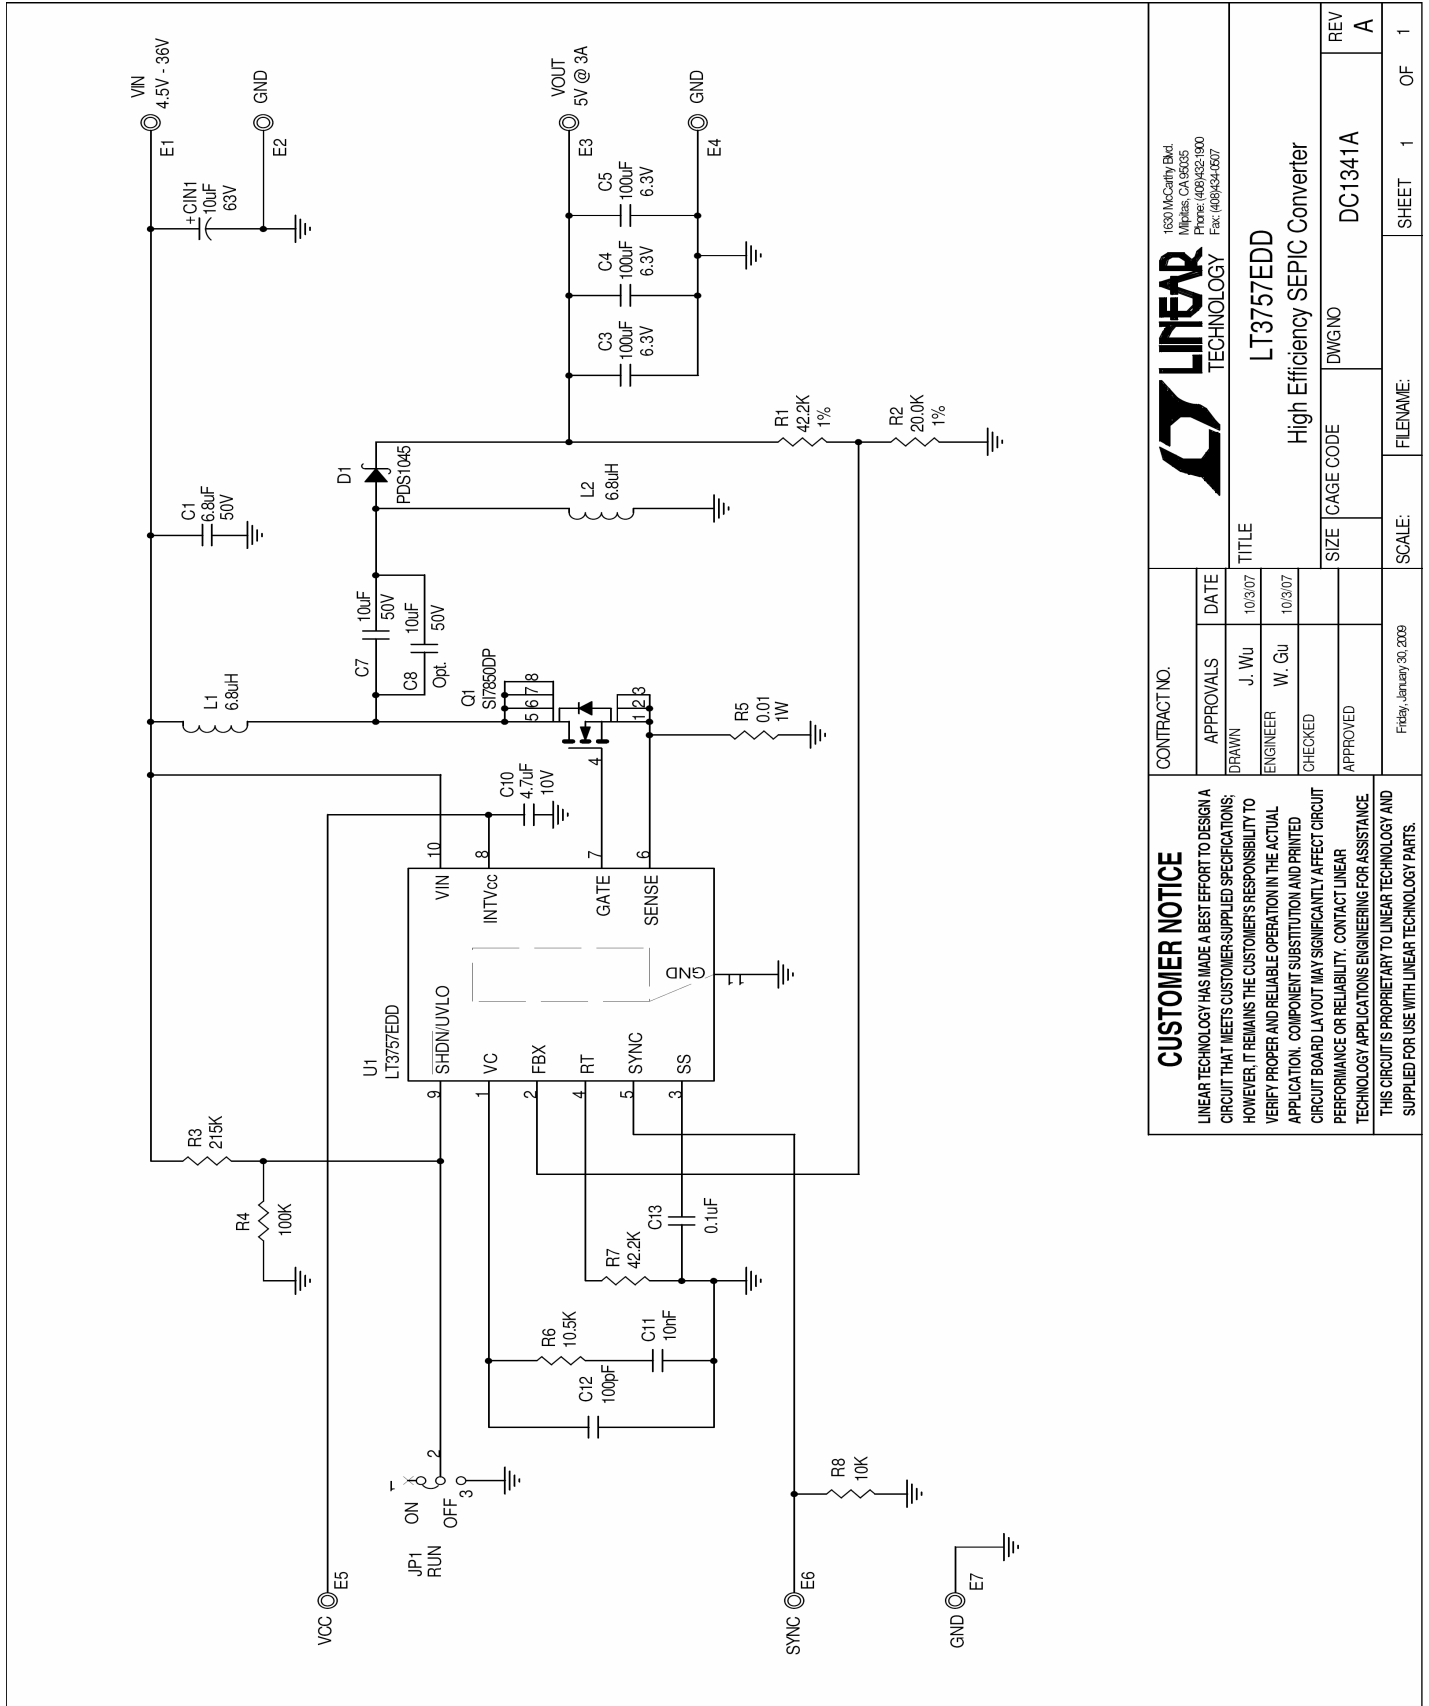 VIN
4.5V - 36V
E1
GND
E2
+CIN1
10uF
63V
VOUT
5V @ 3A
E3
GND
E4
C5
100uF
6.3V
C4
100uF
6.3V
C3
100uF
6.3V
C1
6.8uF
50V
D1
PDS1045
L2
6.8uH
R1
42.2K
1%
R2
20.0K
1%
L1
6.8uH
C7
10uF
50V
C8
10uF
50V
Opt.
Q1
SI7850DP
5 6 7 8
1 2 3
4
R5
0.01
1W
C10
4.7uF
10V
10
8
7
6
VIN
INTVcc
GATE
SENSE
GND
11
U1
LT3757EDD
SHDN/UVLO
VC
FBX
RT
SYNC
SS
9
1
2
4
5
3
R3
215K
R4
100K
C13
0.1uF
R7
42.2K
R6
10.5K
C11
10nF
C12
100pF
JP1
RUN
ON
OFF
1
2
3
R8
10K
VCC
E5
SYNC
E6
GND
E7
CUSTOMER NOTICE
LINEAR TECHNOLOGY HAS MADE A BEST EFFORT TO DESIGN A
CIRCUIT THAT MEETS CUSTOMER-SUPPLIED SPECIFICATIONS;
HOWEVER, IT REMAINS THE CUSTOMER'S RESPONSIBILITY TO
VERIFY PROPER AND RELIABLE OPERATION IN THE ACTUAL
APPLICATION. COMPONENT SUBSTITUTION AND PRINTED
CIRCUIT BOARD LAYOUT MAY SIGNIFICANTLY AFFECT CIRCUIT
PERFORMANCE OR RELIABILITY. CONTACT LINEAR
TECHNOLOGY APPLICATIONS ENGINEERING FOR ASSISTANCE.
THIS CIRCUIT IS PROPRIETARY TO LINEAR TECHNOLOGY AND
SUPPLIED FOR USE WITH LINEAR TECHNOLOGY PARTS.
CONTRACT NO.
APPROVALS
DATE
DRAWN
J. Wu
10/3/07
ENGINEER
W. Gu
10/3/07
CHECKED
APPROVED
Friday, January 30, 2009
LT LINEAR
TECHNOLOGY
1630 McCarthy Blvd.
Milpitas, CA 95035
Phone: (408)432-1900
Fax: (408)434-0507
TITLE
LT3757EDD
High Efficiency SEPIC Converter
SIZE
CAGE CODE
DWG NO
DC1341A
REV
A
SCALE:
FILENAME:
SHEET 1 OF 1